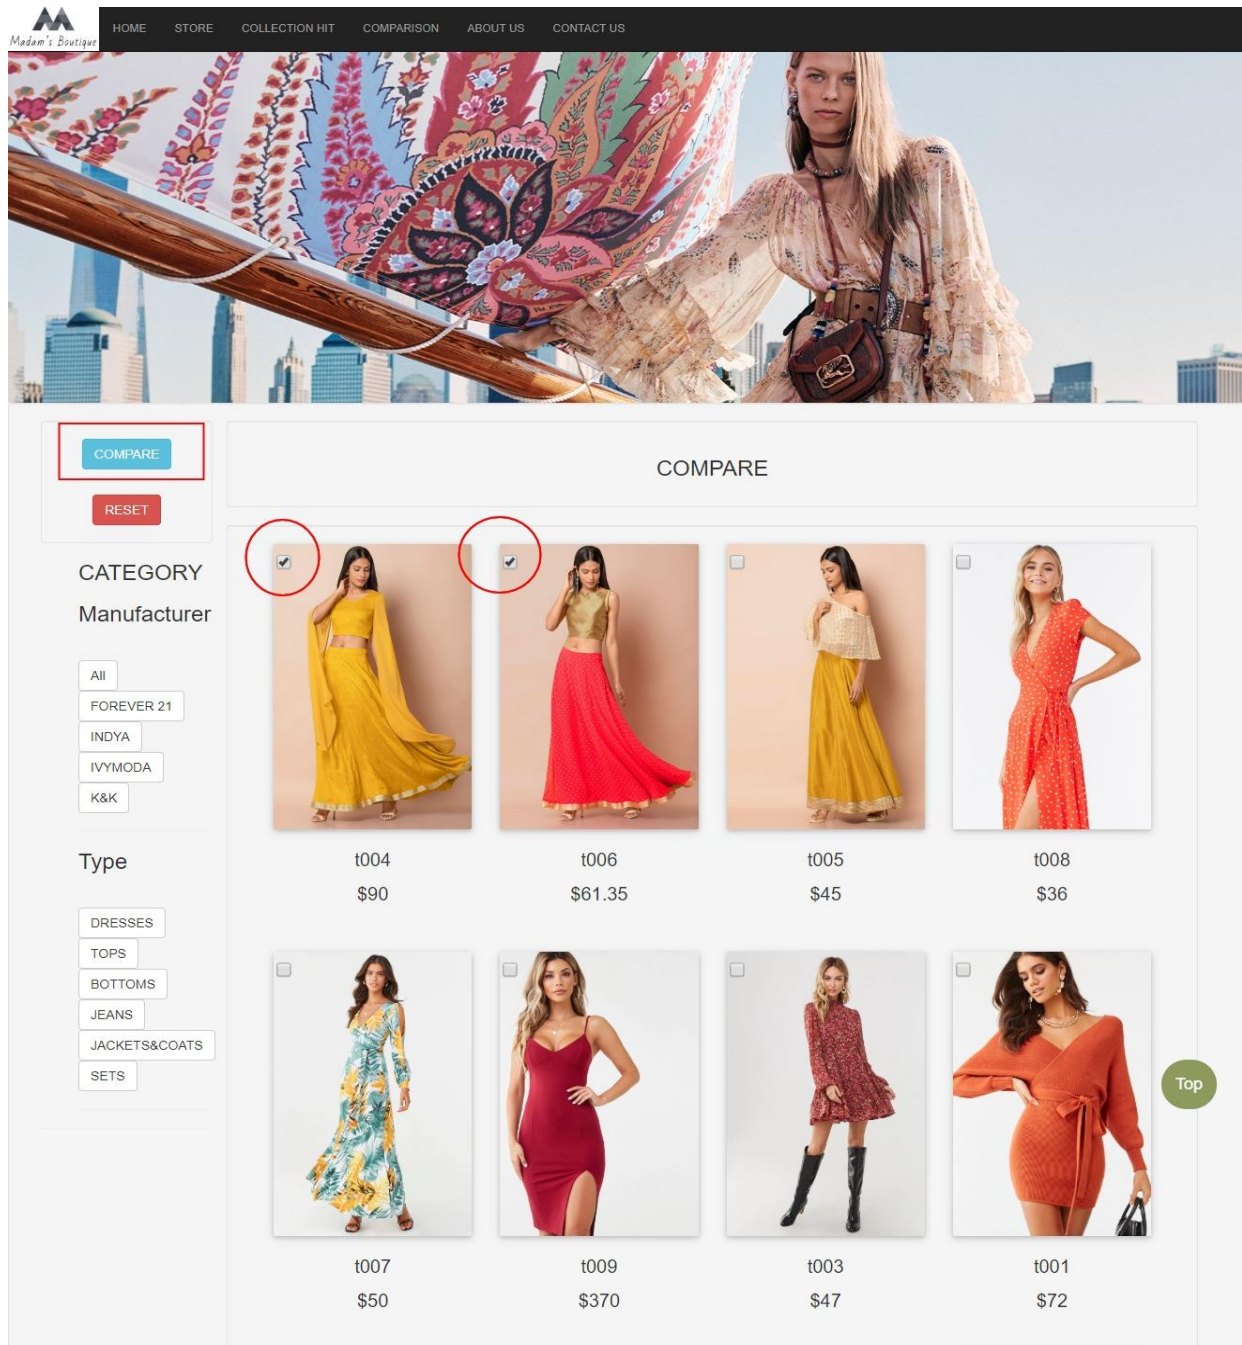 Madam's Boutique
HOME STORE COLLECTION HIT COMPARISON ABOUT US CONTACT US
COMPARE
RESET
COMPARE
CATEGORY
Manufacturer
All
FOREVER 21
INDYA
IVYMODA
K&K
Type
DRESSES
TOPS
BOTTOMS
JEANS
JACKETS&COATS
SETS
t004 t006 t005 t008
$90 $61.35 $45 $36
t007 t009 t003 t001
$50 $370 $47 $72
Top